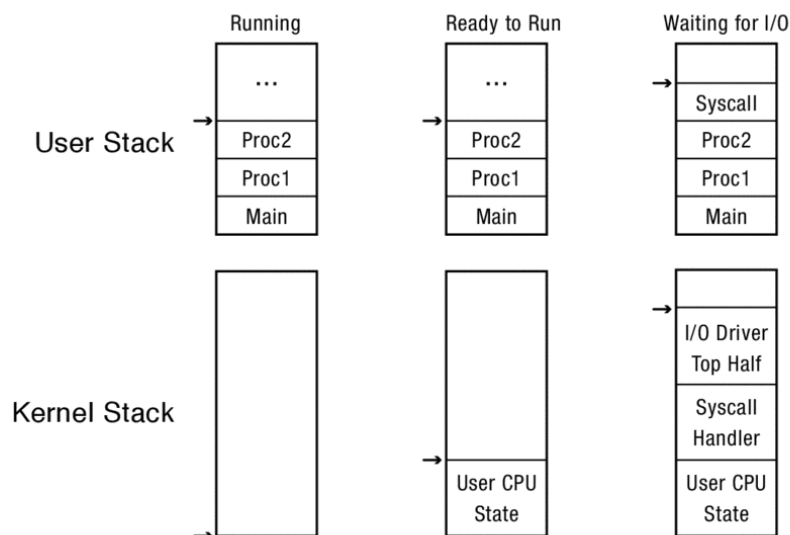 Running
Ready to Run
Waiting for I/O
User Stack
...
Proc2
Proc1
Main
...
Proc2
Proc1
Main
Syscall
Proc2
Proc1
Main
Kernel Stack
User CPU
State
I/O Driver
Top Half
Syscall
Handler
User CPU
State